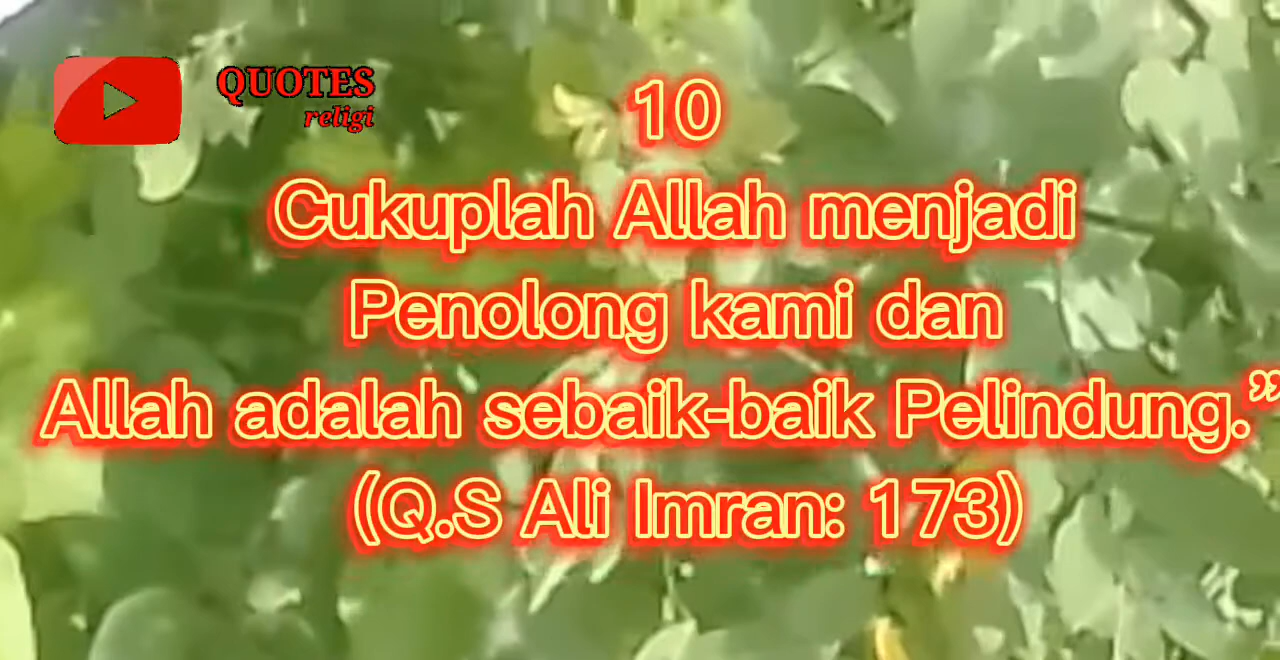 QUOTES
religi
10
Cukuplah Allah menjadi
Penolong kami dan
Allah adalah sebaik-baik Pelindung.”
(Q.S Ali Imran: 173)